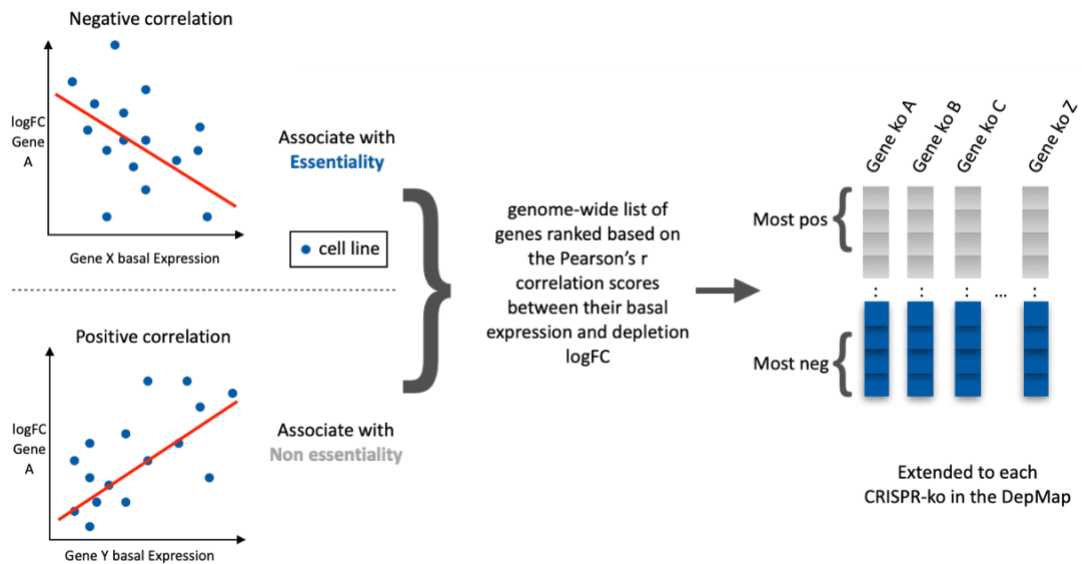 Negative correlation
logFC
Gene
A
Gene X basal Expression
Associate with
Essentiality
cell line
Positive correlation
logFC
Gene
A
Gene Y basal Expression
Associate with
Non essentiality
genome-wide list of
genes ranked based on
the Pearson's r
correlation scores
between their basal
expression and depletion
logFC
Gene ko A
Gene ko B
Gene ko C
Gene ko Z
Most pos
: : : ... :
Most neg
Extended to each
CRISPR-ko in the DepMap